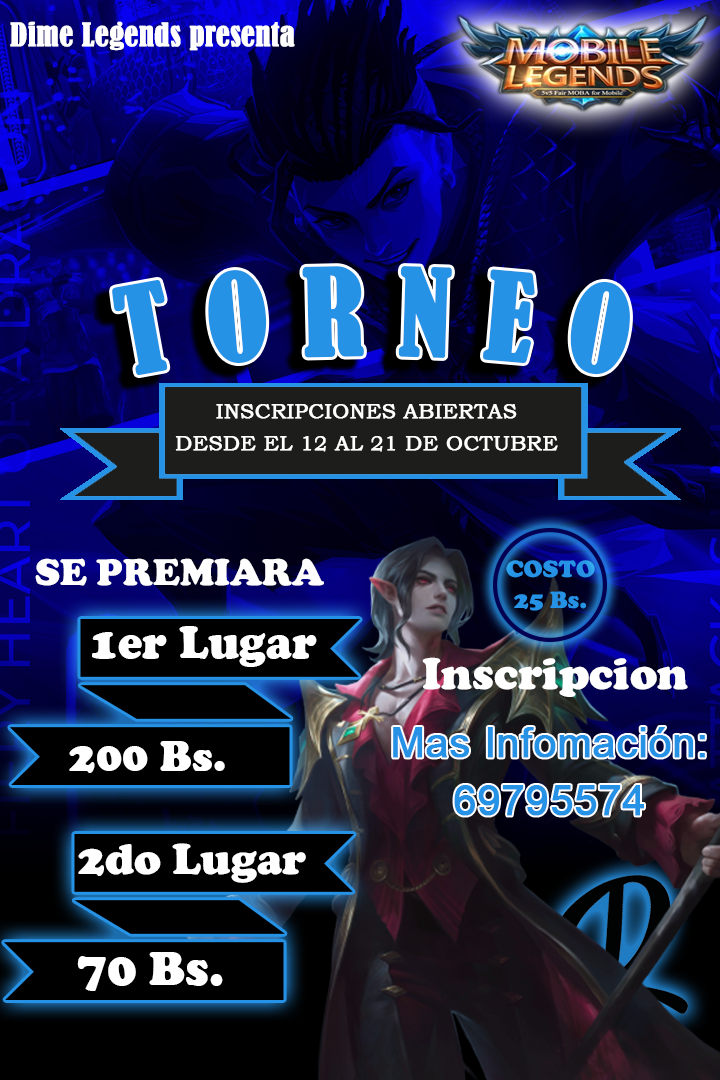 Dime Legends presenta
MOBILE
LEGENDS
5v5 Fair MOBA for Mobile
TORNEO
INSCRIPCIONES ABIERTAS
DESDE EL 12 AL 21 DE OCTUBRE
SE PREMIARA
1er Lugar
200 Bs.
2do Lugar
70 Bs.
COSTO
25 Bs.
Inscripcion
Mas Infomación:
69795574
R